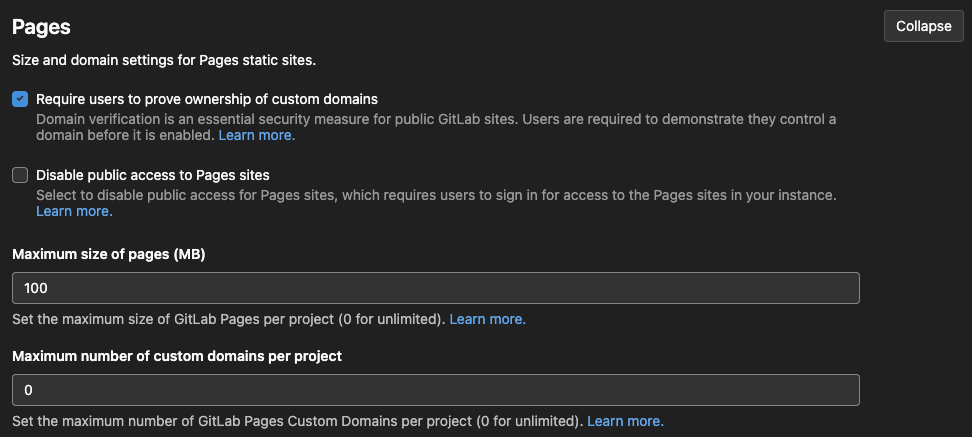 Pages
Collapse
Size and domain settings for Pages static sites.
Require users to prove ownership of custom domains
Domain verification is an essential security measure for public GitLab sites. Users are required to demonstrate they control a
domain before it is enabled. Learn more.
Disable public access to Pages sites
Select to disable public access for Pages sites, which requires users to sign in for access to the Pages sites in your instance.
Learn more.
Maximum size of pages (MB)
100
Set the maximum size of GitLab Pages per project (0 for unlimited). Learn more.
Maximum number of custom domains per project
0
Set the maximum number of GitLab Pages Custom Domains per project (0 for unlimited). Learn more.